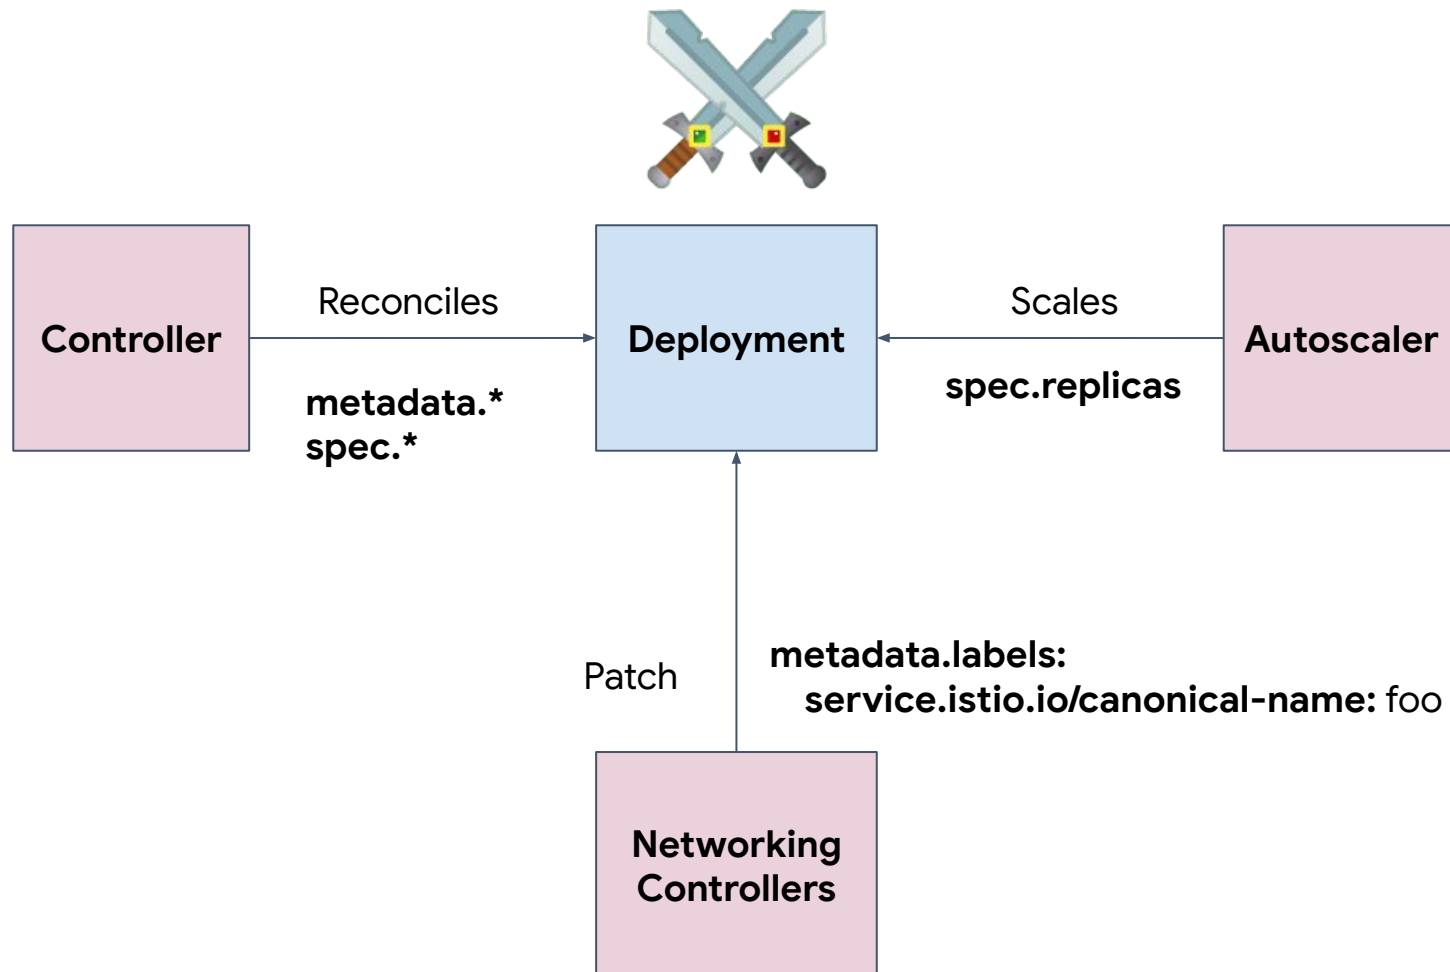 Controller
Reconciles
metadata.*
spec.*
Deployment
Scales
spec.replicas
Autoscaler
Patch
metadata.labels:
service.istio.io/canonical-name: foo
Networking
Controllers